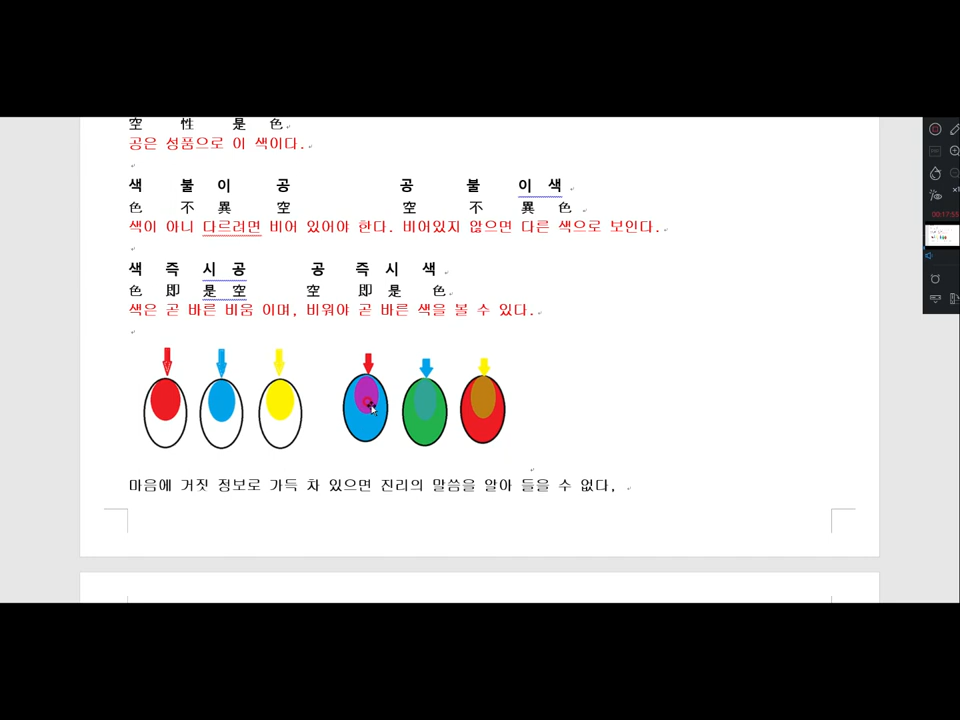 空 性 是 色
공은 성품으로 이 색이다.
색 불 이 공 공 불 이 색
色 不 異 空 空 不 異 色
색이 아니 다르려면 비어 있어야 한다. 비어있지 않으면 다른 색으로 보인다.
색 즉 시 공 공 즉 시 색
色 即 是 空 空 即 是 色
색은 곧 바른 비움 이며, 비워야 곧 바른 색을 볼 수 있다.
마음에 거짓 정보로 가득 차 있으면 진리의 말씀을 알아 들을 수 없다,
00:17:55